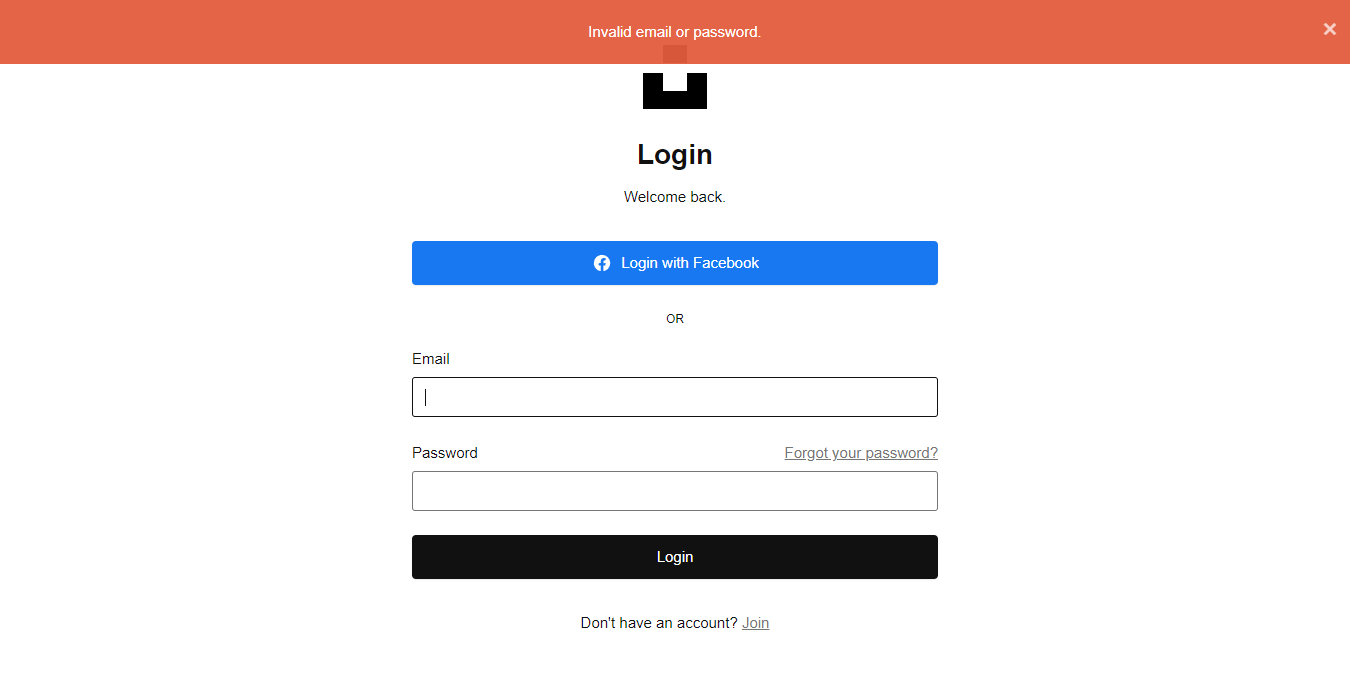 Invalid email or password.
×
Login
Welcome back.
Login with Facebook
OR
Email
Password Forgot your password?
Login
Don't have an account? Join